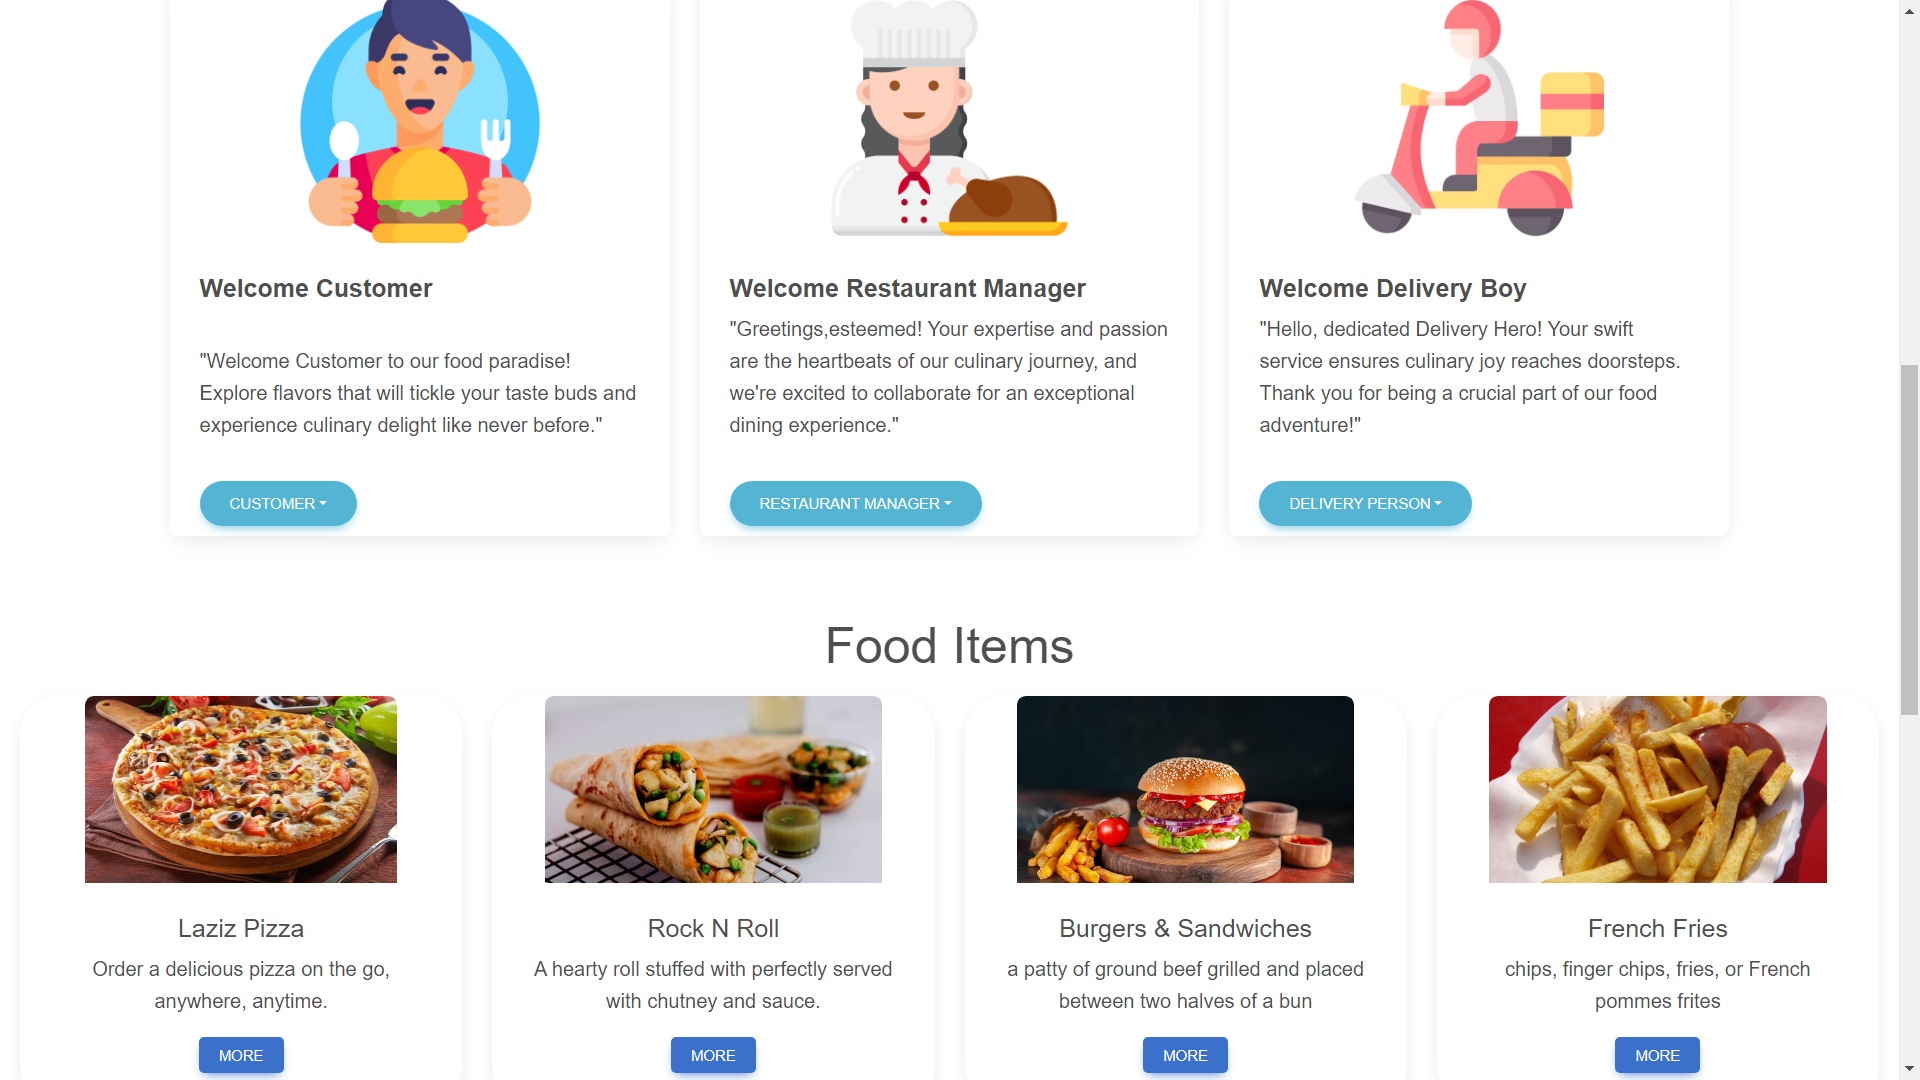 Welcome Customer
"Welcome Customer to our food paradise!
Explore flavors that will tickle your taste buds and
experience culinary delight like never before."
CUSTOMER
Welcome Restaurant Manager
"Greetings,esteemed! Your expertise and passion
are the heartbeats of our culinary journey, and
we're excited to collaborate for an exceptional
dining experience."
RESTAURANT MANAGER
Welcome Delivery Boy
"Hello, dedicated Delivery Hero! Your swift
service ensures culinary joy reaches doorsteps.
Thank you for being a crucial part of our food
adventure!"
DELIVERY PERSON
Food Items
Laziz Pizza
Order a delicious pizza on the go,
anywhere, anytime.
MORE
Rock N Roll
A hearty roll stuffed with perfectly served
with chutney and sauce.
MORE
Burgers & Sandwiches
a patty of ground beef grilled and placed
between two halves of a bun
MORE
French Fries
chips, finger chips, fries, or French
pommes frites
MORE